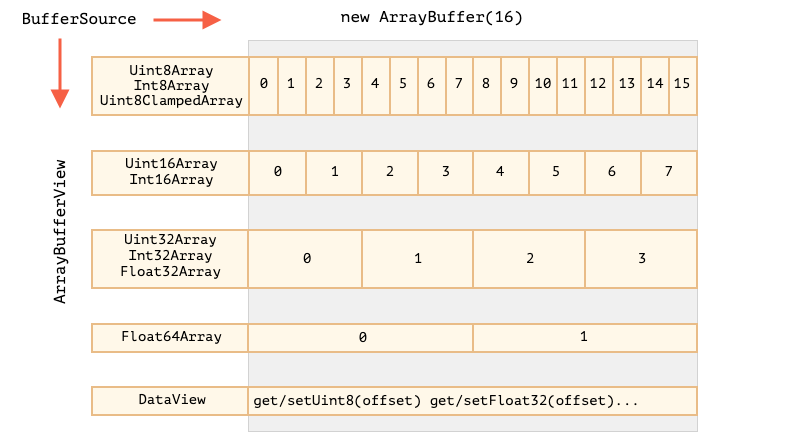 BufferSource
new ArrayBuffer(16)
ArrayBufferView
Uint8Array
Int8Array
Uint8ClampedArray
0 1 2 3 4 5 6 7 8 9 10 11 12 13 14 15
Uint16Array
Int16Array
0 1 2 3 4 5 6 7
Uint32Array
Int32Array
Float32Array
0 1 2 3
Float64Array
0 1
DataView
get/setUint8(offset) get/setFloat32(offset)...